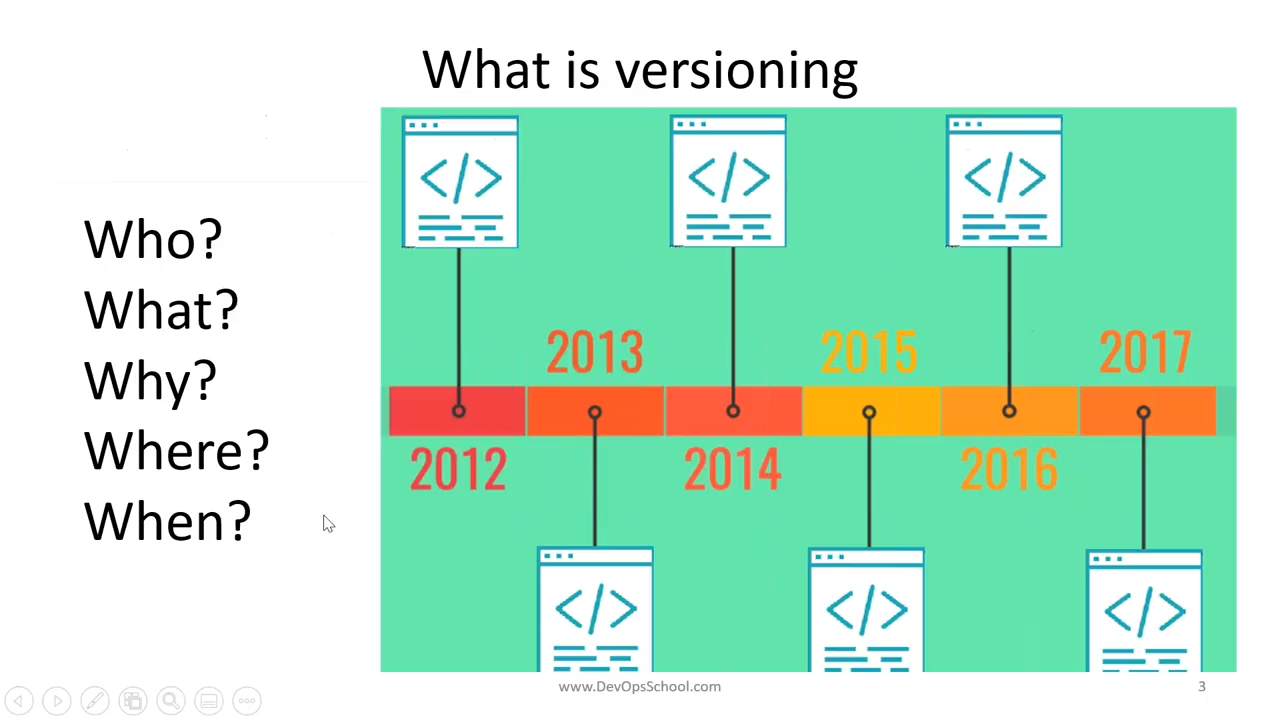 What is versioning
Who?
What?
Why?
Where?
When?
2013
2015
2017
2012
2014
2016
www.DevOpsSchool.com
3